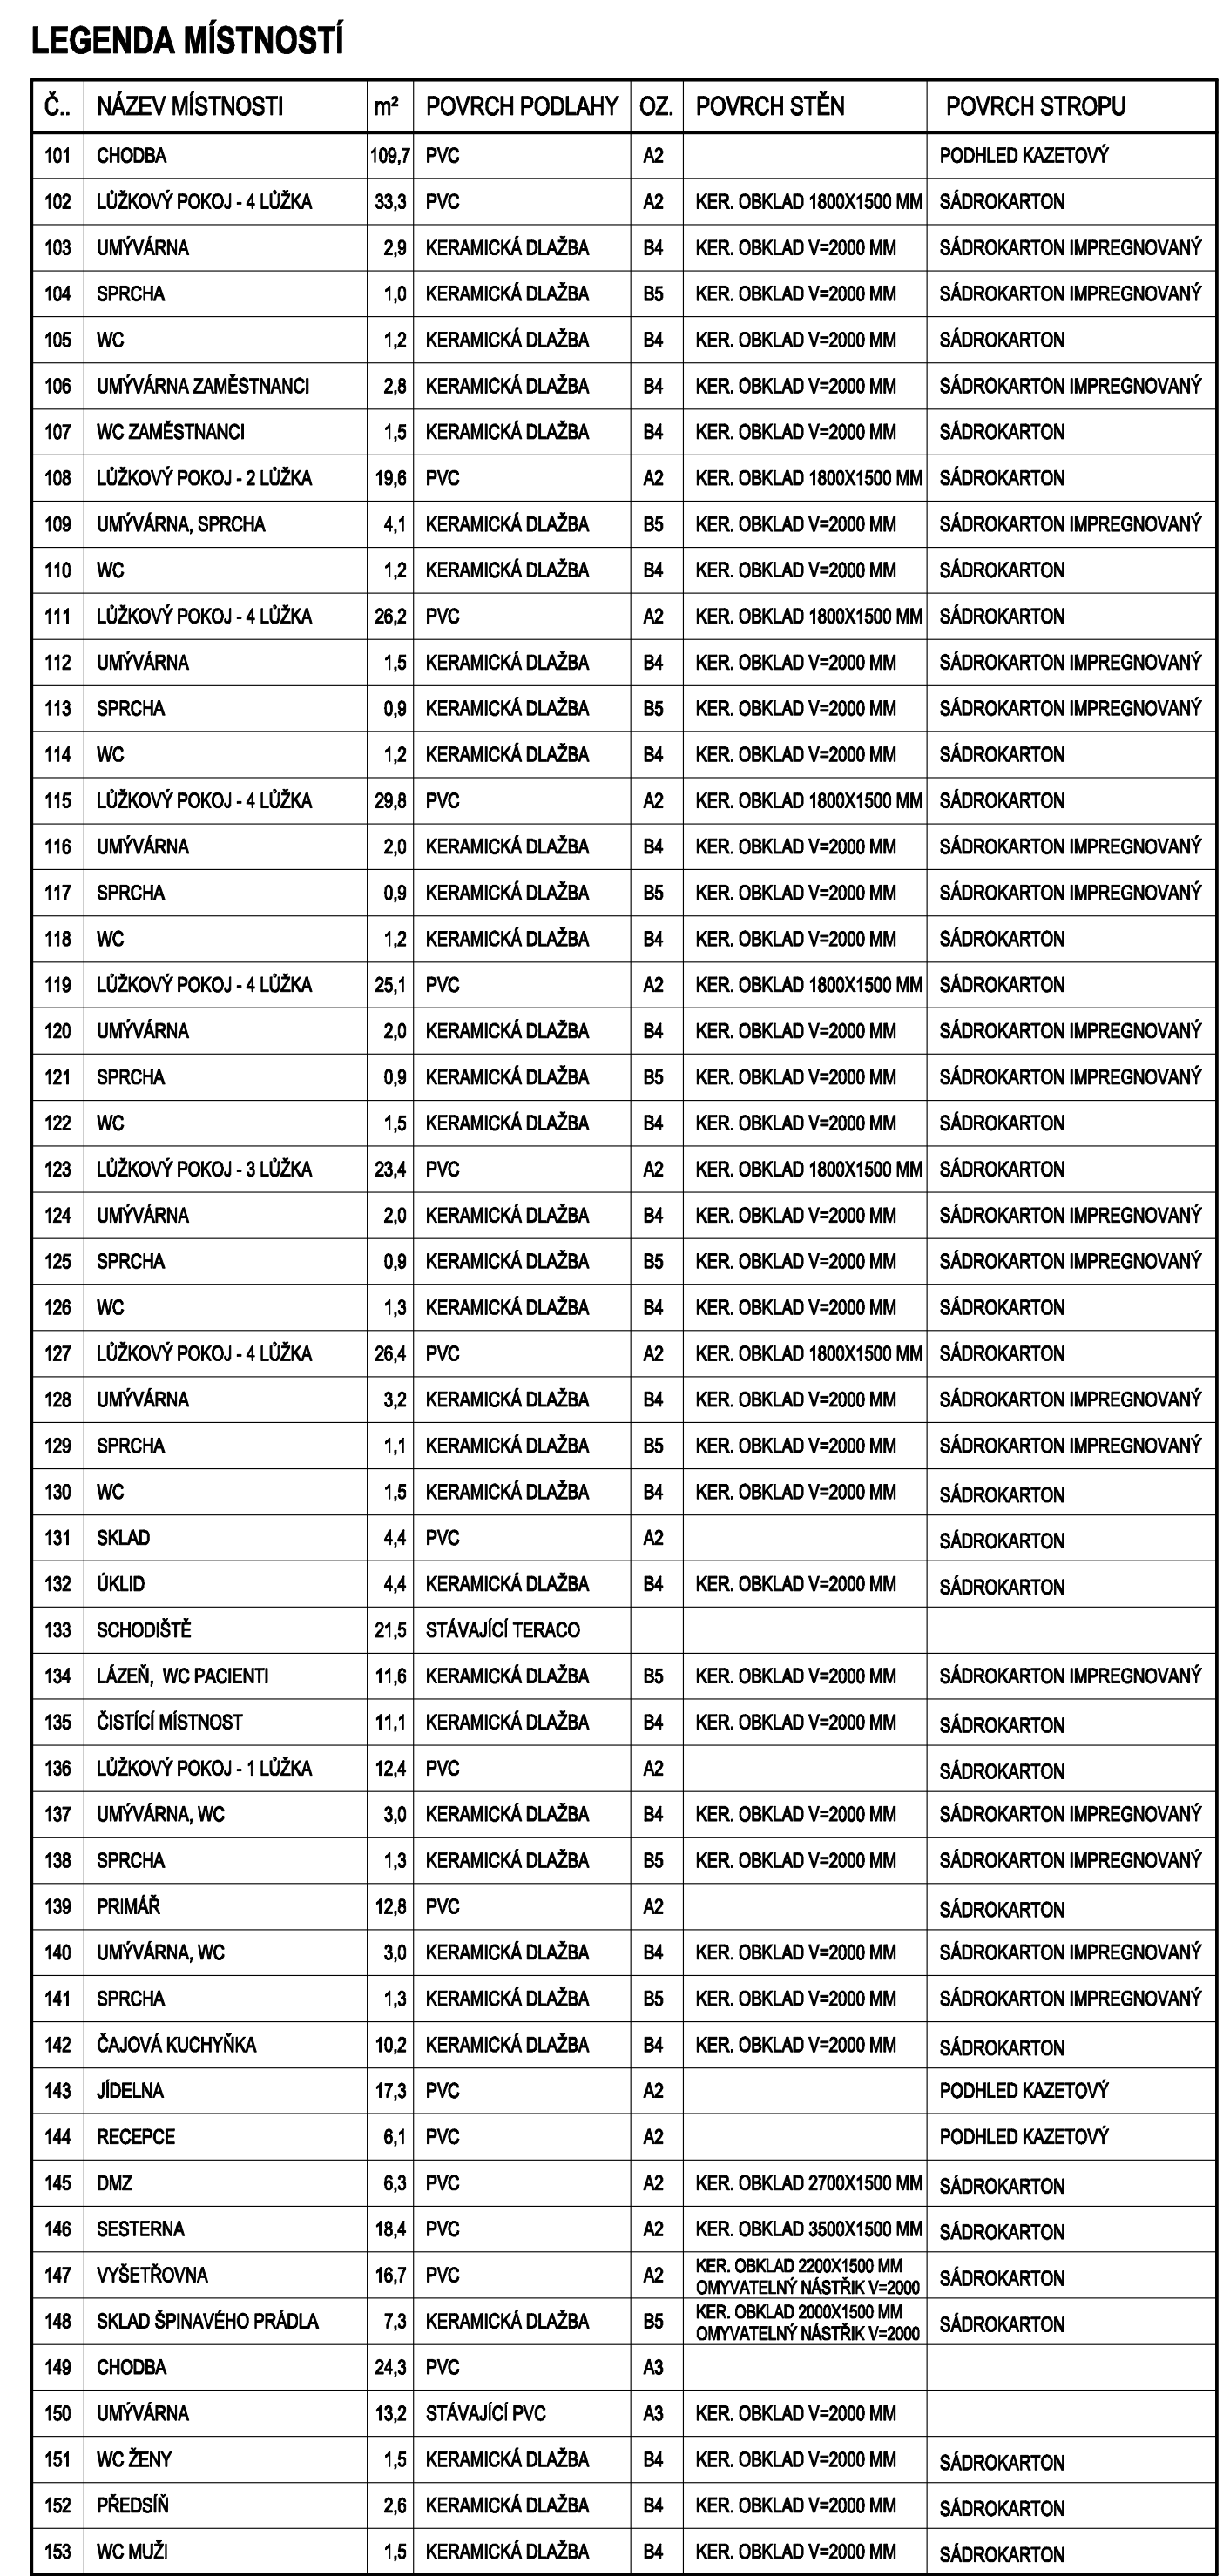 LEGENDA MÍSTNOSTÍ
Č.. NÁZEV MÍSTNOSTI m² POVRCH PODLAHY OZ. POVRCH STĚN POVRCH STROPU
101 CHODBA 109,7 PVC A2 PODHLED KAZETOVÝ
102 LŮŽKOVÝ POKOJ - 4 LŮŽKA 33,3 PVC A2 KER. OBKLAD 1800X1500 MM SÁDROKARTON
103 UMÝVÁRNA 2,9 KERAMICKÁ DLAŽBA B4 KER. OBKLAD V=2000 MM SÁDROKARTON IMPREGNOVANÝ
104 SPRCHA 1,0 KERAMICKÁ DLAŽBA B5 KER. OBKLAD V=2000 MM SÁDROKARTON IMPREGNOVANÝ
105 WC 1,2 KERAMICKÁ DLAŽBA B4 KER. OBKLAD V=2000 MM SÁDROKARTON
106 UMÝVÁRNA ZAMĚSTNANCI 2,8 KERAMICKÁ DLAŽBA B4 KER. OBKLAD V=2000 MM SÁDROKARTON IMPREGNOVANÝ
107 WC ZAMĚSTNANCI 1,5 KERAMICKÁ DLAŽBA B4 KER. OBKLAD V=2000 MM SÁDROKARTON
108 LŮŽKOVÝ POKOJ - 2 LŮŽKA 19,6 PVC A2 KER. OBKLAD 1800X1500 MM SÁDROKARTON
109 UMÝVÁRNA, SPRCHA 4,1 KERAMICKÁ DLAŽBA B5 KER. OBKLAD V=2000 MM SÁDROKARTON IMPREGNOVANÝ
110 WC 1,2 KERAMICKÁ DLAŽBA B4 KER. OBKLAD V=2000 MM SÁDROKARTON
111 LŮŽKOVÝ POKOJ - 4 LŮŽKA 26,2 PVC A2 KER. OBKLAD 1800X1500 MM SÁDROKARTON
112 UMÝVÁRNA 1,5 KERAMICKÁ DLAŽBA B4 KER. OBKLAD V=2000 MM SÁDROKARTON IMPREGNOVANÝ
113 SPRCHA 0,9 KERAMICKÁ DLAŽBA B5 KER. OBKLAD V=2000 MM SÁDROKARTON IMPREGNOVANÝ
114 WC 1,2 KERAMICKÁ DLAŽBA B4 KER. OBKLAD V=2000 MM SÁDROKARTON
115 LŮŽKOVÝ POKOJ - 4 LŮŽKA 29,8 PVC A2 KER. OBKLAD 1800X1500 MM SÁDROKARTON
116 UMÝVÁRNA 2,0 KERAMICKÁ DLAŽBA B4 KER. OBKLAD V=2000 MM SÁDROKARTON IMPREGNOVANÝ
117 SPRCHA 0,9 KERAMICKÁ DLAŽBA B5 KER. OBKLAD V=2000 MM SÁDROKARTON IMPREGNOVANÝ
118 WC 1,2 KERAMICKÁ DLAŽBA B4 KER. OBKLAD V=2000 MM SÁDROKARTON
119 LŮŽKOVÝ POKOJ - 4 LŮŽKA 25,1 PVC A2 KER. OBKLAD 1800X1500 MM SÁDROKARTON
120 UMÝVÁRNA 2,0 KERAMICKÁ DLAŽBA B4 KER. OBKLAD V=2000 MM SÁDROKARTON IMPREGNOVANÝ
121 SPRCHA 0,9 KERAMICKÁ DLAŽBA B5 KER. OBKLAD V=2000 MM SÁDROKARTON IMPREGNOVANÝ
122 WC 1,5 KERAMICKÁ DLAŽBA B4 KER. OBKLAD V=2000 MM SÁDROKARTON
123 LŮŽKOVÝ POKOJ - 3 LŮŽKA 23,4 PVC A2 KER. OBKLAD 1800X1500 MM SÁDROKARTON
124 UMÝVÁRNA 2,0 KERAMICKÁ DLAŽBA B4 KER. OBKLAD V=2000 MM SÁDROKARTON IMPREGNOVANÝ
125 SPRCHA 0,9 KERAMICKÁ DLAŽBA B5 KER. OBKLAD V=2000 MM SÁDROKARTON IMPREGNOVANÝ
126 WC 1,3 KERAMICKÁ DLAŽBA B4 KER. OBKLAD V=2000 MM SÁDROKARTON
127 LŮŽKOVÝ POKOJ - 4 LŮŽKA 26,4 PVC A2 KER. OBKLAD 1800X1500 MM SÁDROKARTON
128 UMÝVÁRNA 3,2 KERAMICKÁ DLAŽBA B4 KER. OBKLAD V=2000 MM SÁDROKARTON IMPREGNOVANÝ
129 SPRCHA 1,1 KERAMICKÁ DLAŽBA B5 KER. OBKLAD V=2000 MM SÁDROKARTON IMPREGNOVANÝ
130 WC 1,5 KERAMICKÁ DLAŽBA B4 KER. OBKLAD V=2000 MM SÁDROKARTON
131 SKLAD 4,4 PVC A2 SÁDROKARTON
132 ÚKLID 4,4 KERAMICKÁ DLAŽBA B4 KER. OBKLAD V=2000 MM SÁDROKARTON
133 SCHODIŠTĚ 21,5 STÁVAJÍCÍ TERACO
134 LÁZEŇ, WC PACIENTI 11,6 KERAMICKÁ DLAŽBA B5 KER. OBKLAD V=2000 MM SÁDROKARTON IMPREGNOVANÝ
135 ČISTÍCÍ MÍSTNOST 11,1 KERAMICKÁ DLAŽBA B4 KER. OBKLAD V=2000 MM SÁDROKARTON
136 LŮŽKOVÝ POKOJ - 1 LŮŽKA 12,4 PVC A2 SÁDROKARTON
137 UMÝVÁRNA, WC 3,0 KERAMICKÁ DLAŽBA B4 KER. OBKLAD V=2000 MM SÁDROKARTON IMPREGNOVANÝ
138 SPRCHA 1,3 KERAMICKÁ DLAŽBA B5 KER. OBKLAD V=2000 MM SÁDROKARTON IMPREGNOVANÝ
139 PRIMÁŘ 12,8 PVC A2 SÁDROKARTON
140 UMÝVÁRNA, WC 3,0 KERAMICKÁ DLAŽBA B4 KER. OBKLAD V=2000 MM SÁDROKARTON IMPREGNOVANÝ
141 SPRCHA 1,3 KERAMICKÁ DLAŽBA B5 KER. OBKLAD V=2000 MM SÁDROKARTON IMPREGNOVANÝ
142 ČAJOVÁ KUCHYŇKA 10,2 KERAMICKÁ DLAŽBA B4 KER. OBKLAD V=2000 MM SÁDROKARTON
143 JÍDELNA 17,3 PVC A2 PODHLED KAZETOVÝ
144 RECEPCE 6,1 PVC A2 PODHLED KAZETOVÝ
145 DMZ 6,3 PVC A2 KER. OBKLAD 2700X1500 MM SÁDROKARTON
146 SESTERNA 18,4 PVC A2 KER. OBKLAD 3500X1500 MM SÁDROKARTON
147 VYŠETŘOVNA 16,7 PVC A2 KER. OBKLAD 2200X1500 MM
OMYVATELNÝ NÁSTŘIK V=2000 SÁDROKARTON
148 SKLAD ŠPINAVÉHO PRÁDLA 7,3 KERAMICKÁ DLAŽBA B5 KER. OBKLAD 2000X1500 MM
OMYVATELNÝ NÁSTŘIK V=2000 SÁDROKARTON
149 CHODBA 24,3 PVC A3
150 UMÝVÁRNA 13,2 STÁVAJÍCÍ PVC A3 KER. OBKLAD V=2000 MM
151 WC ŽENY 1,5 KERAMICKÁ DLAŽBA B4 KER. OBKLAD V=2000 MM SÁDROKARTON
152 PŘEDSÍŇ 2,6 KERAMICKÁ DLAŽBA B4 KER. OBKLAD V=2000 MM SÁDROKARTON
153 WC MUŽI 1,5 KERAMICKÁ DLAŽBA B4 KER. OBKLAD V=2000 MM SÁDROKARTON